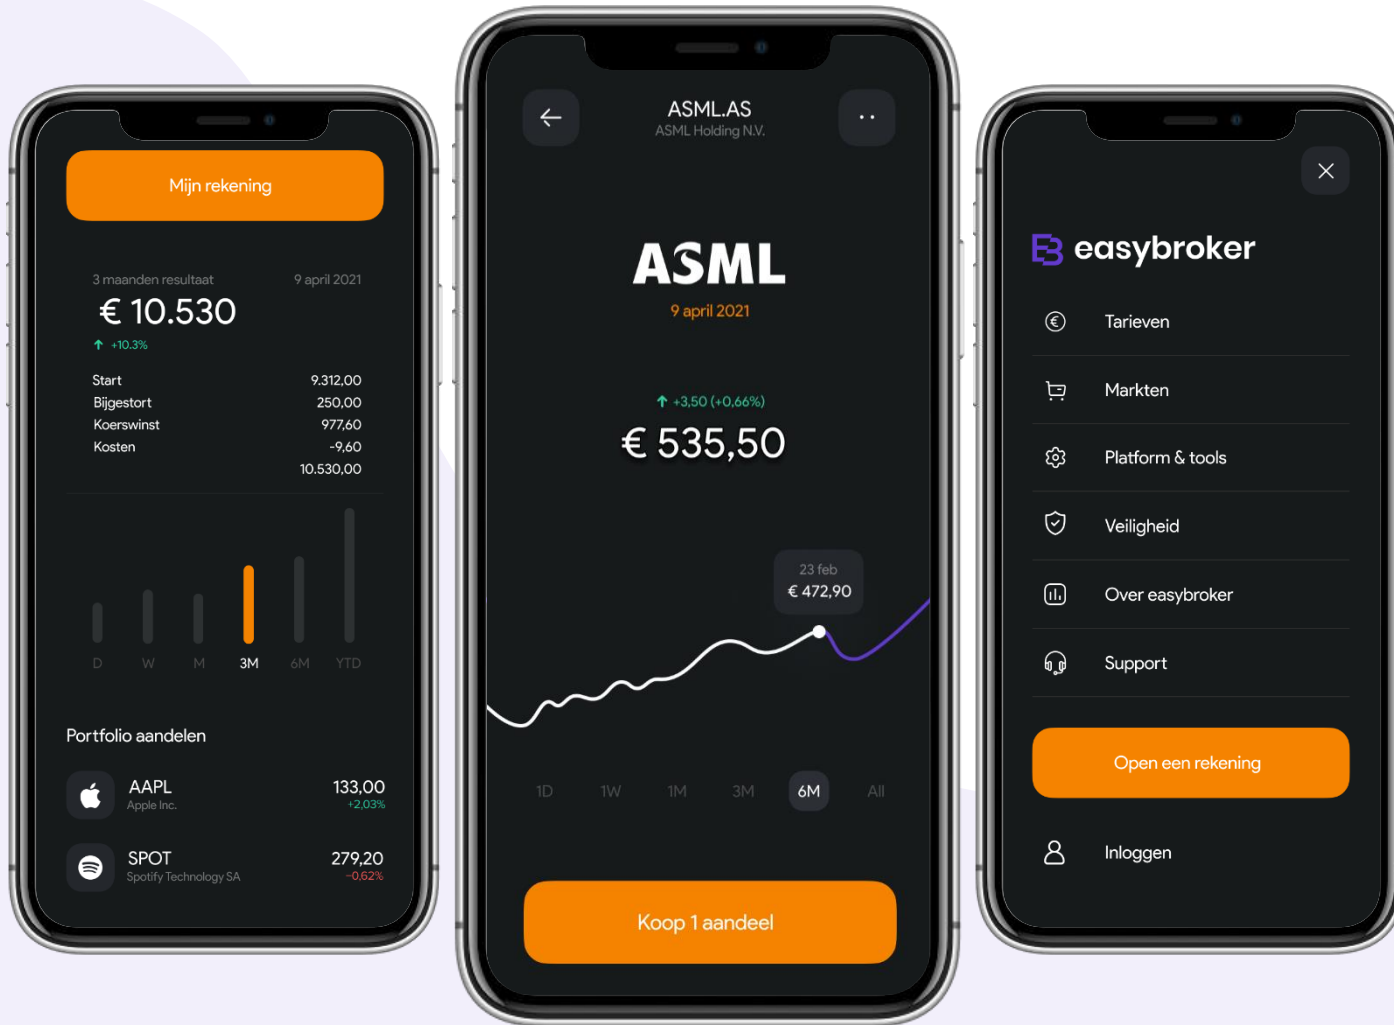 Mijn rekening
3 maanden resultaat 9 april 2021
€ 10.530
+10.3%
Start 9.312,00
Bijgestort 250,00
Koerswinst 977,60
Kosten -9,60
10.530,00
D W M 3M 6M YTD
Portfolio aandelen
AAPL 133,00
Apple Inc. +2,03%
SPOT 279,20
Spotify Technology SA -0,62%
ASML.AS
ASML Holding N.V.
ASML
9 april 2021
+3,50 (+0,66%)
€ 535,50
23 feb
€ 472,90
1D 1W 1M 3M 6M All
Koop 1 aandeel
easybroker
Tarieven
Markten
Platform & tools
Veiligheid
Over easybroker
Support
Open een rekening
Inloggen